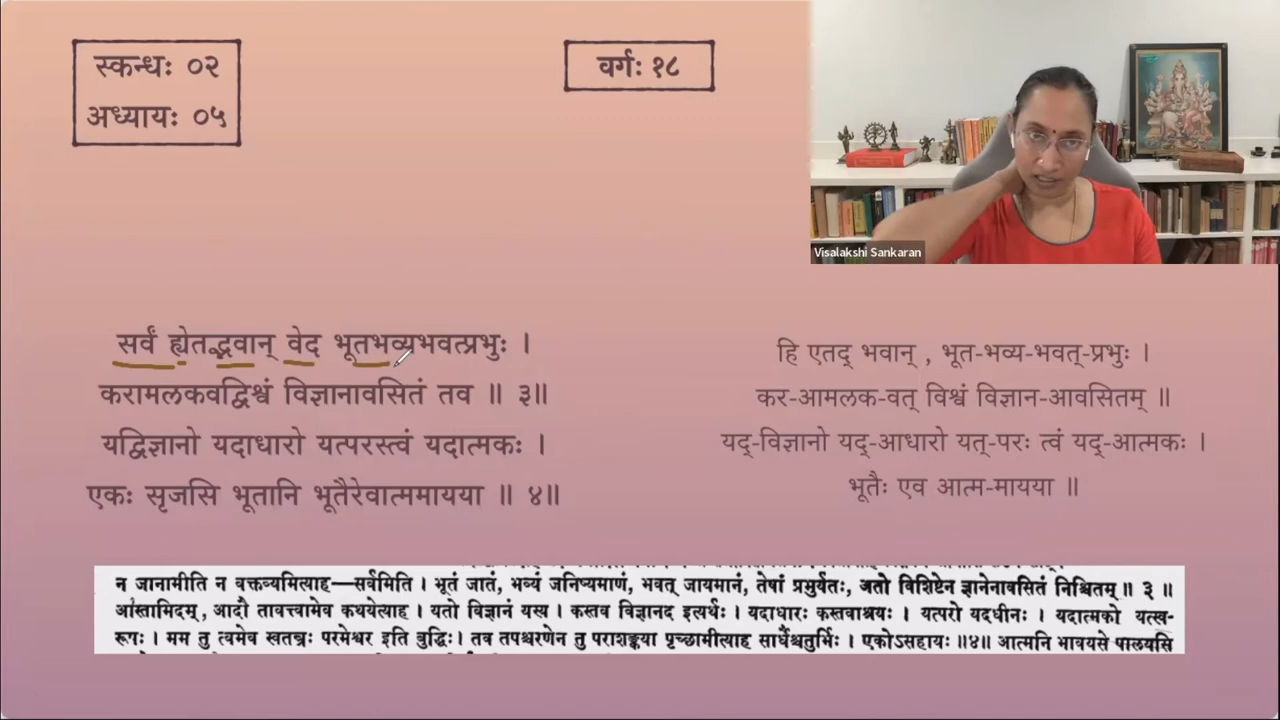 स्कन्धः ०२
अध्यायः ०५
वर्गः १८
Visalakshi Sankaran
सर्वं ह्येतद्भवान् वेद भूतभव्यभवत्प्रभुः ।
करामलकवद्विश्वं विज्ञानावसितं तव ॥ ३॥
यद्विज्ञानो यदाधारो यत्परस्त्वं यदात्मकः ।
एकः सृजसि भूतानि भूतैरेवात्ममायया ॥ ४॥
हि एतद् भवान् , भूत-भव्य-भवत्-प्रभुः ।
कर-आमलक-वत् विश्वं विज्ञान-आवसितम् ॥
यद्-विज्ञानो यद्-आधारो यत्-परः त्वं यद्-आत्मकः ।
भूतैः एव आत्म-मायया ॥
न जानामीति न वक्तव्यमित्याह—सर्वमिति । भूतं जातं, भव्यं जनिष्यमाणं, भवत् जायमानं, तेषां प्रभुर्यतः, अतो विशिष्टेन ज्ञानेनावसितं निश्चितम् ॥ ३ ॥
आस्तामिदम्, आदौ तावत्त्वामेव कथयेत्याह । यतो विज्ञानं यस्य । कस्तव विज्ञानद इत्यर्थः । यदाधारः कस्तवाश्रयः । यत्परो यदधीनः । यदात्मको यत्स्व-
रूपः । मम तु त्वमेव स्वतन्त्रः परमेश्वर इति बुद्धिः। तव तपश्चरणेन तु पराशङ्कया पृच्छामीत्याह सार्धैश्चतुर्भिः । एकोऽसहायः ॥४॥ आत्मनि भावयसे पालयसि